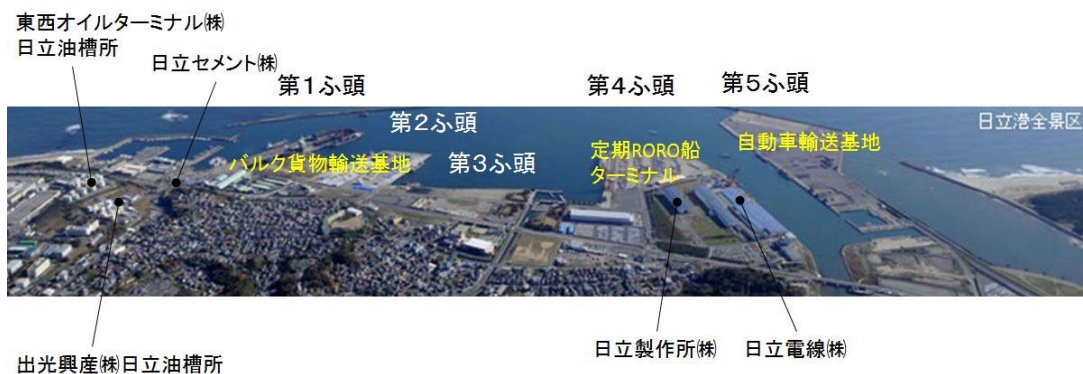 東西オイルターミナル㈱
日立油槽所
日立セメント㈱
第1ふ頭
第4ふ頭
第5ふ頭
第2ふ頭
日立港全景区
バルク貨物輸送基地
第3ふ頭
定期RORO船
ターミナル
自動車輸送基地
出光興産㈱日立油槽所
日立製作所㈱
日立電線㈱